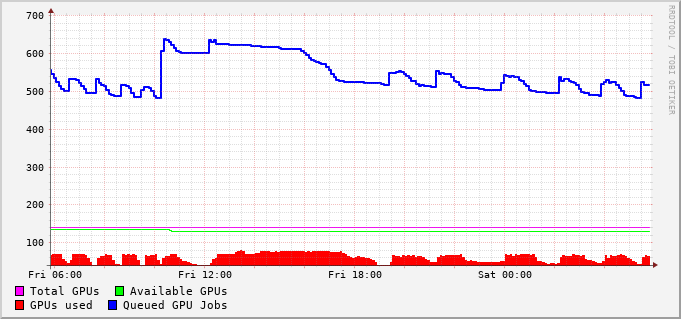 700
600
500
400
300
200
100
Fri 06:00 Fri 12:00 Fri 18:00 Sat 00:00
Total GPUs Available GPUs
GPUs used Queued GPU Jobs
RRDTOOL / TOBI OETIKER